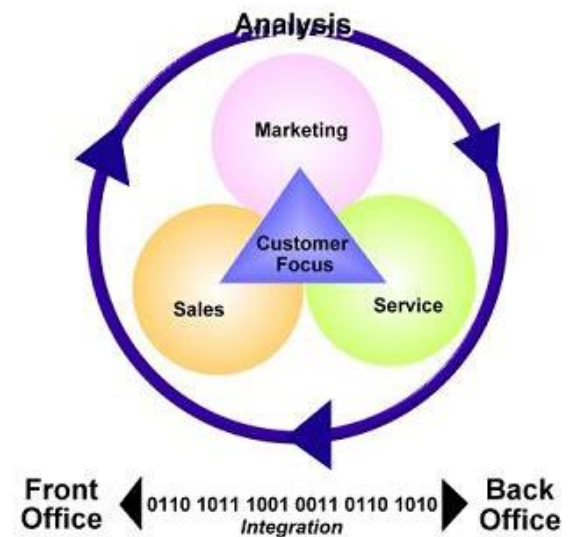 Analysis
Marketing
Customer
Focus
Sales
Service
Front
Office
0110 1011 1001 0011 0110 1010
Integration
Back
Office